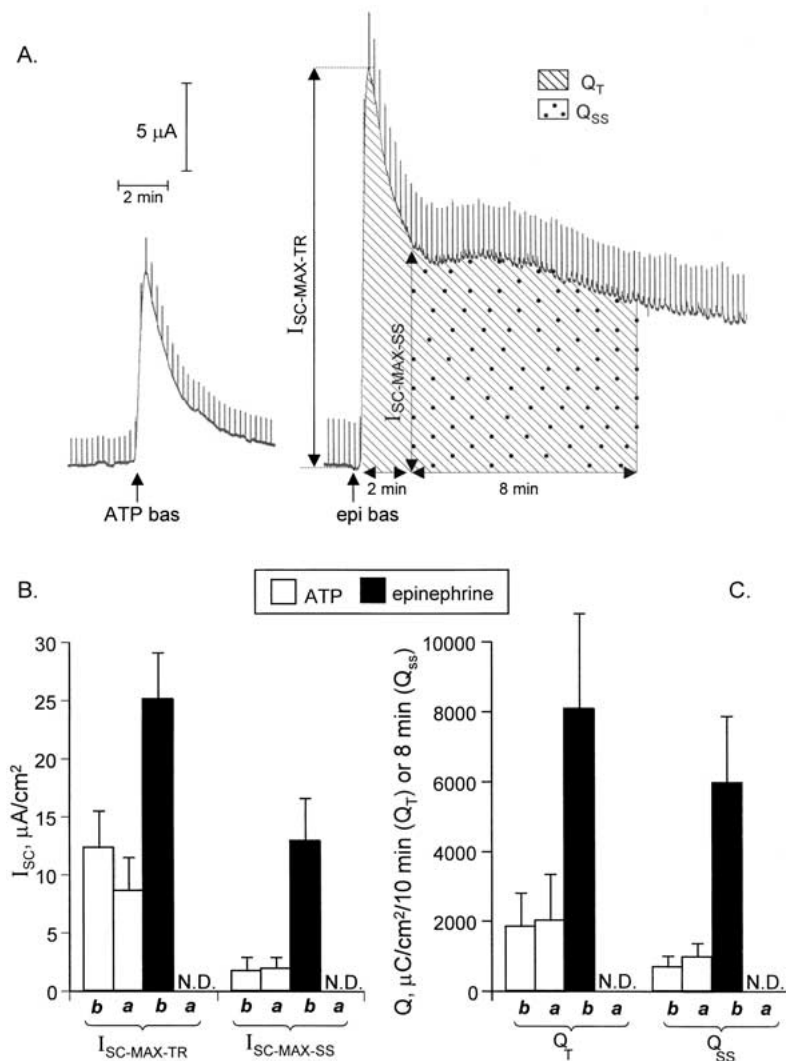 A.
5 μA
2 min
Q_T
Q_SS
I_SC-MAX-TR
I_SC-MAX-SS
2 min
8 min
ATP bas
epi bas
ATP
epinephrine
B.
I_SC, μA/cm²
30
25
20
15
10
5
0
N.D.
N.D.
b a b a
b a b a
I_SC-MAX-TR
I_SC-MAX-SS
C.
Q, μC/cm²/10 min (Q_T) or 8 min (Q_ss)
10000
8000
6000
4000
2000
0
N.D.
N.D.
b a b a
b a b a
Q_T
Q_SS